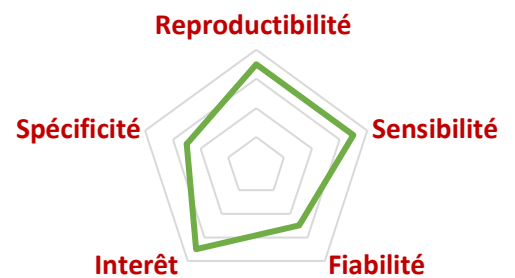 Reproductibilité
Spécificité
Sensibilité
Interêt
Fiabilité